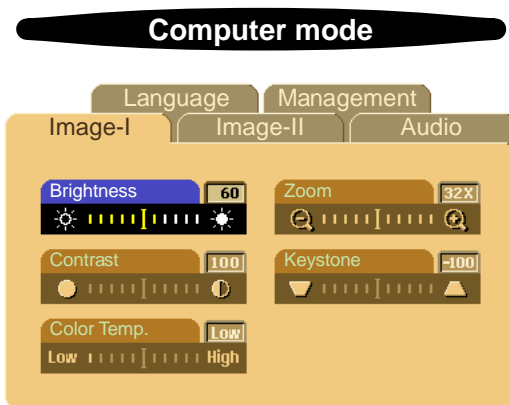 Computer mode
Language Management
Image-I Image-II Audio
Brightness 60 Zoom 32X
Contrast 100 Keystone -100
Color Temp. Low
Low High